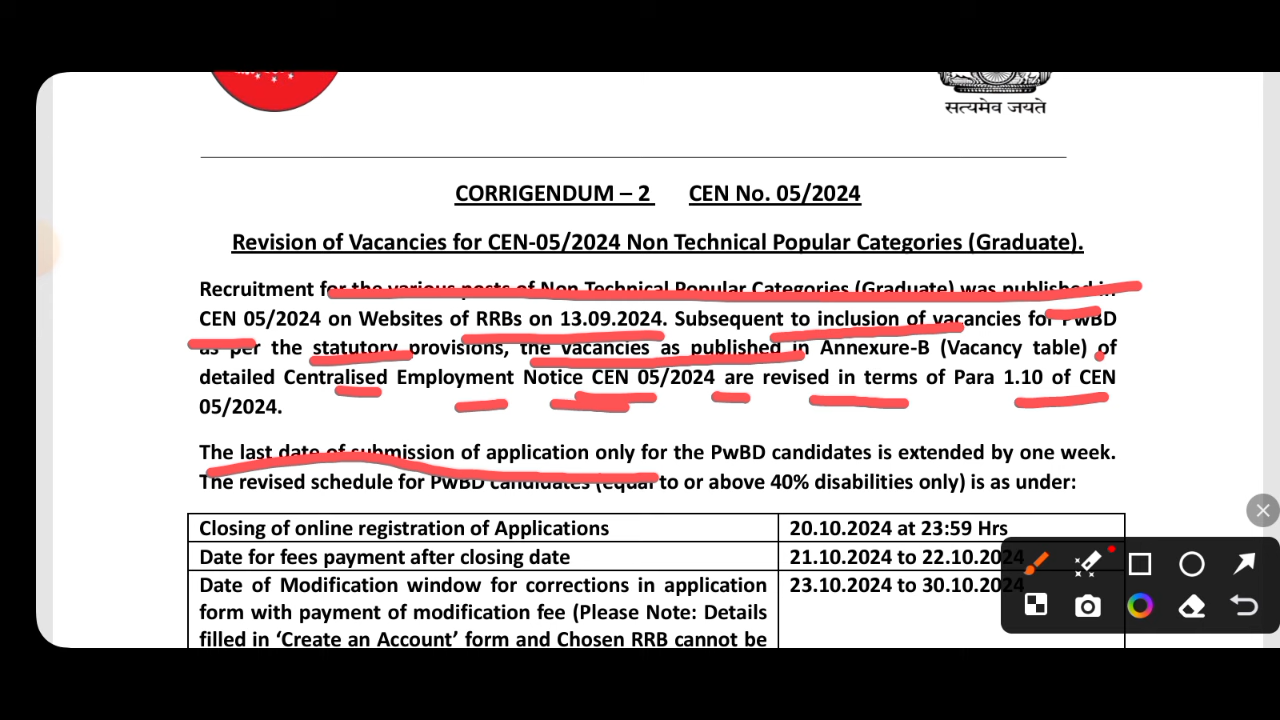 सत्यमेव जयते
CORRIGENDUM – 2 CEN No. 05/2024
Revision of Vacancies for CEN-05/2024 Non Technical Popular Categories (Graduate).
Recruitment for the various posts of Non Technical Popular Categories (Graduate) was published in
CEN 05/2024 on Websites of RRBs on 13.09.2024. Subsequent to inclusion of vacancies for PwBD
as per the statutory provisions, the vacancies as published in Annexure-B (Vacancy table) of
detailed Centralised Employment Notice CEN 05/2024 are revised in terms of Para 1.10 of CEN
05/2024.
The last date of submission of application only for the PwBD candidates is extended by one week.
The revised schedule for PwBD candidates (equal to or above 40% disabilities only) is as under:
Closing of online registration of Applications 20.10.2024 at 23:59 Hrs
Date for fees payment after closing date 21.10.2024 to 22.10.2024
Date of Modification window for corrections in application 23.10.2024 to 30.10.2024
form with payment of modification fee (Please Note: Details
filled in ‘Create an Account’ form and Chosen RRB cannot be